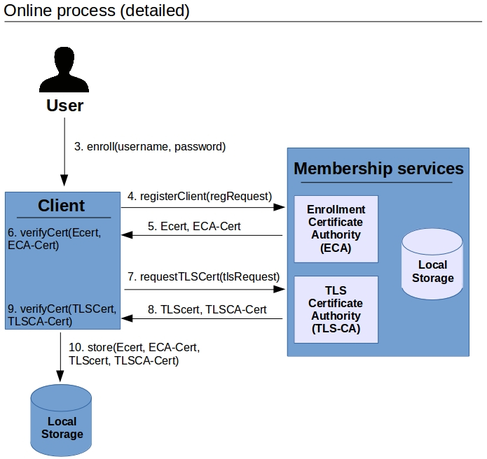 Online process (detailed)
User
3. enroll(username, password)
Client
Membership services
4. registerClient(regRequest)
Enrollment
Certificate
Authority
(ECA)
5. Ecert, ECA-Cert
6. verifyCert(Ecert,
ECA-Cert)
Local
Storage
7. requestTLSCert(tlsRequest)
TLS
Certificate
Authority
(TLS-CA)
8. TLScert, TLSCA-Cert
9. verifyCert(TLSCert,
TLSCA-Cert)
10. store(Ecert, ECA-Cert,
TLScert, TLSCA-Cert)
Local
Storage